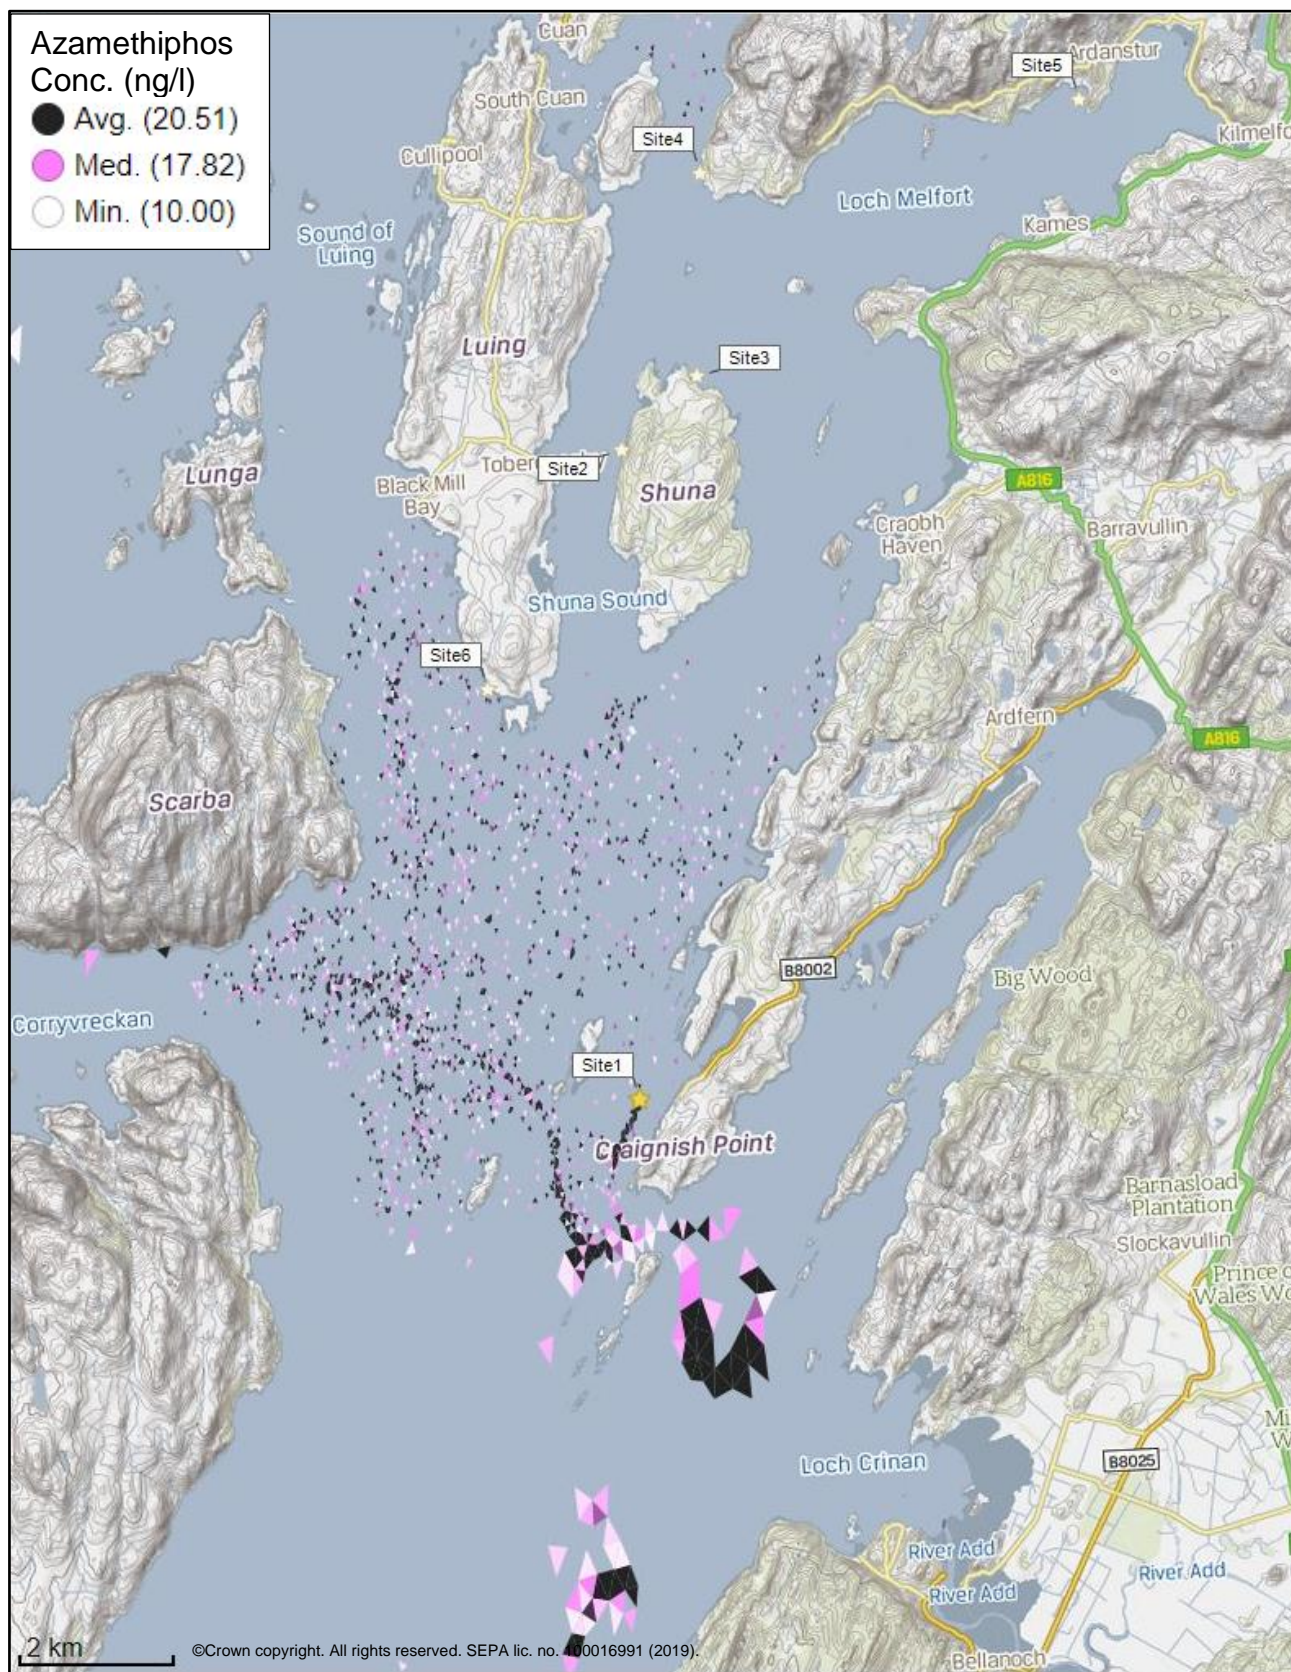 Azamethiphos
Conc. (ng/l)
Avg. (20.51)
Med. (17.82)
Min. (10.00)
Cuan
Ardanstur
Site5
South Cuan
Site4
Cullipool
Loch Melfort
Kames
Sound of
Luing
Luing
Site3
Lunga
Site2
Black Mill
Bay
Shuna
A816
Craobh
Haven
Barravullin
Shuna Sound
Site6
Ardfern
A816
Scarba
B8002
Big Wood
Corryvreckan
Site1
Craignish Point
Barnasload
Plantation
Slockavullin
Prince
Wales
Loch Crinan
B8025
River Add
River Add
River Add
Bellanoch
2 km
©Crown copyright. All rights reserved. SEPA lic. no. 100016991 (2019).